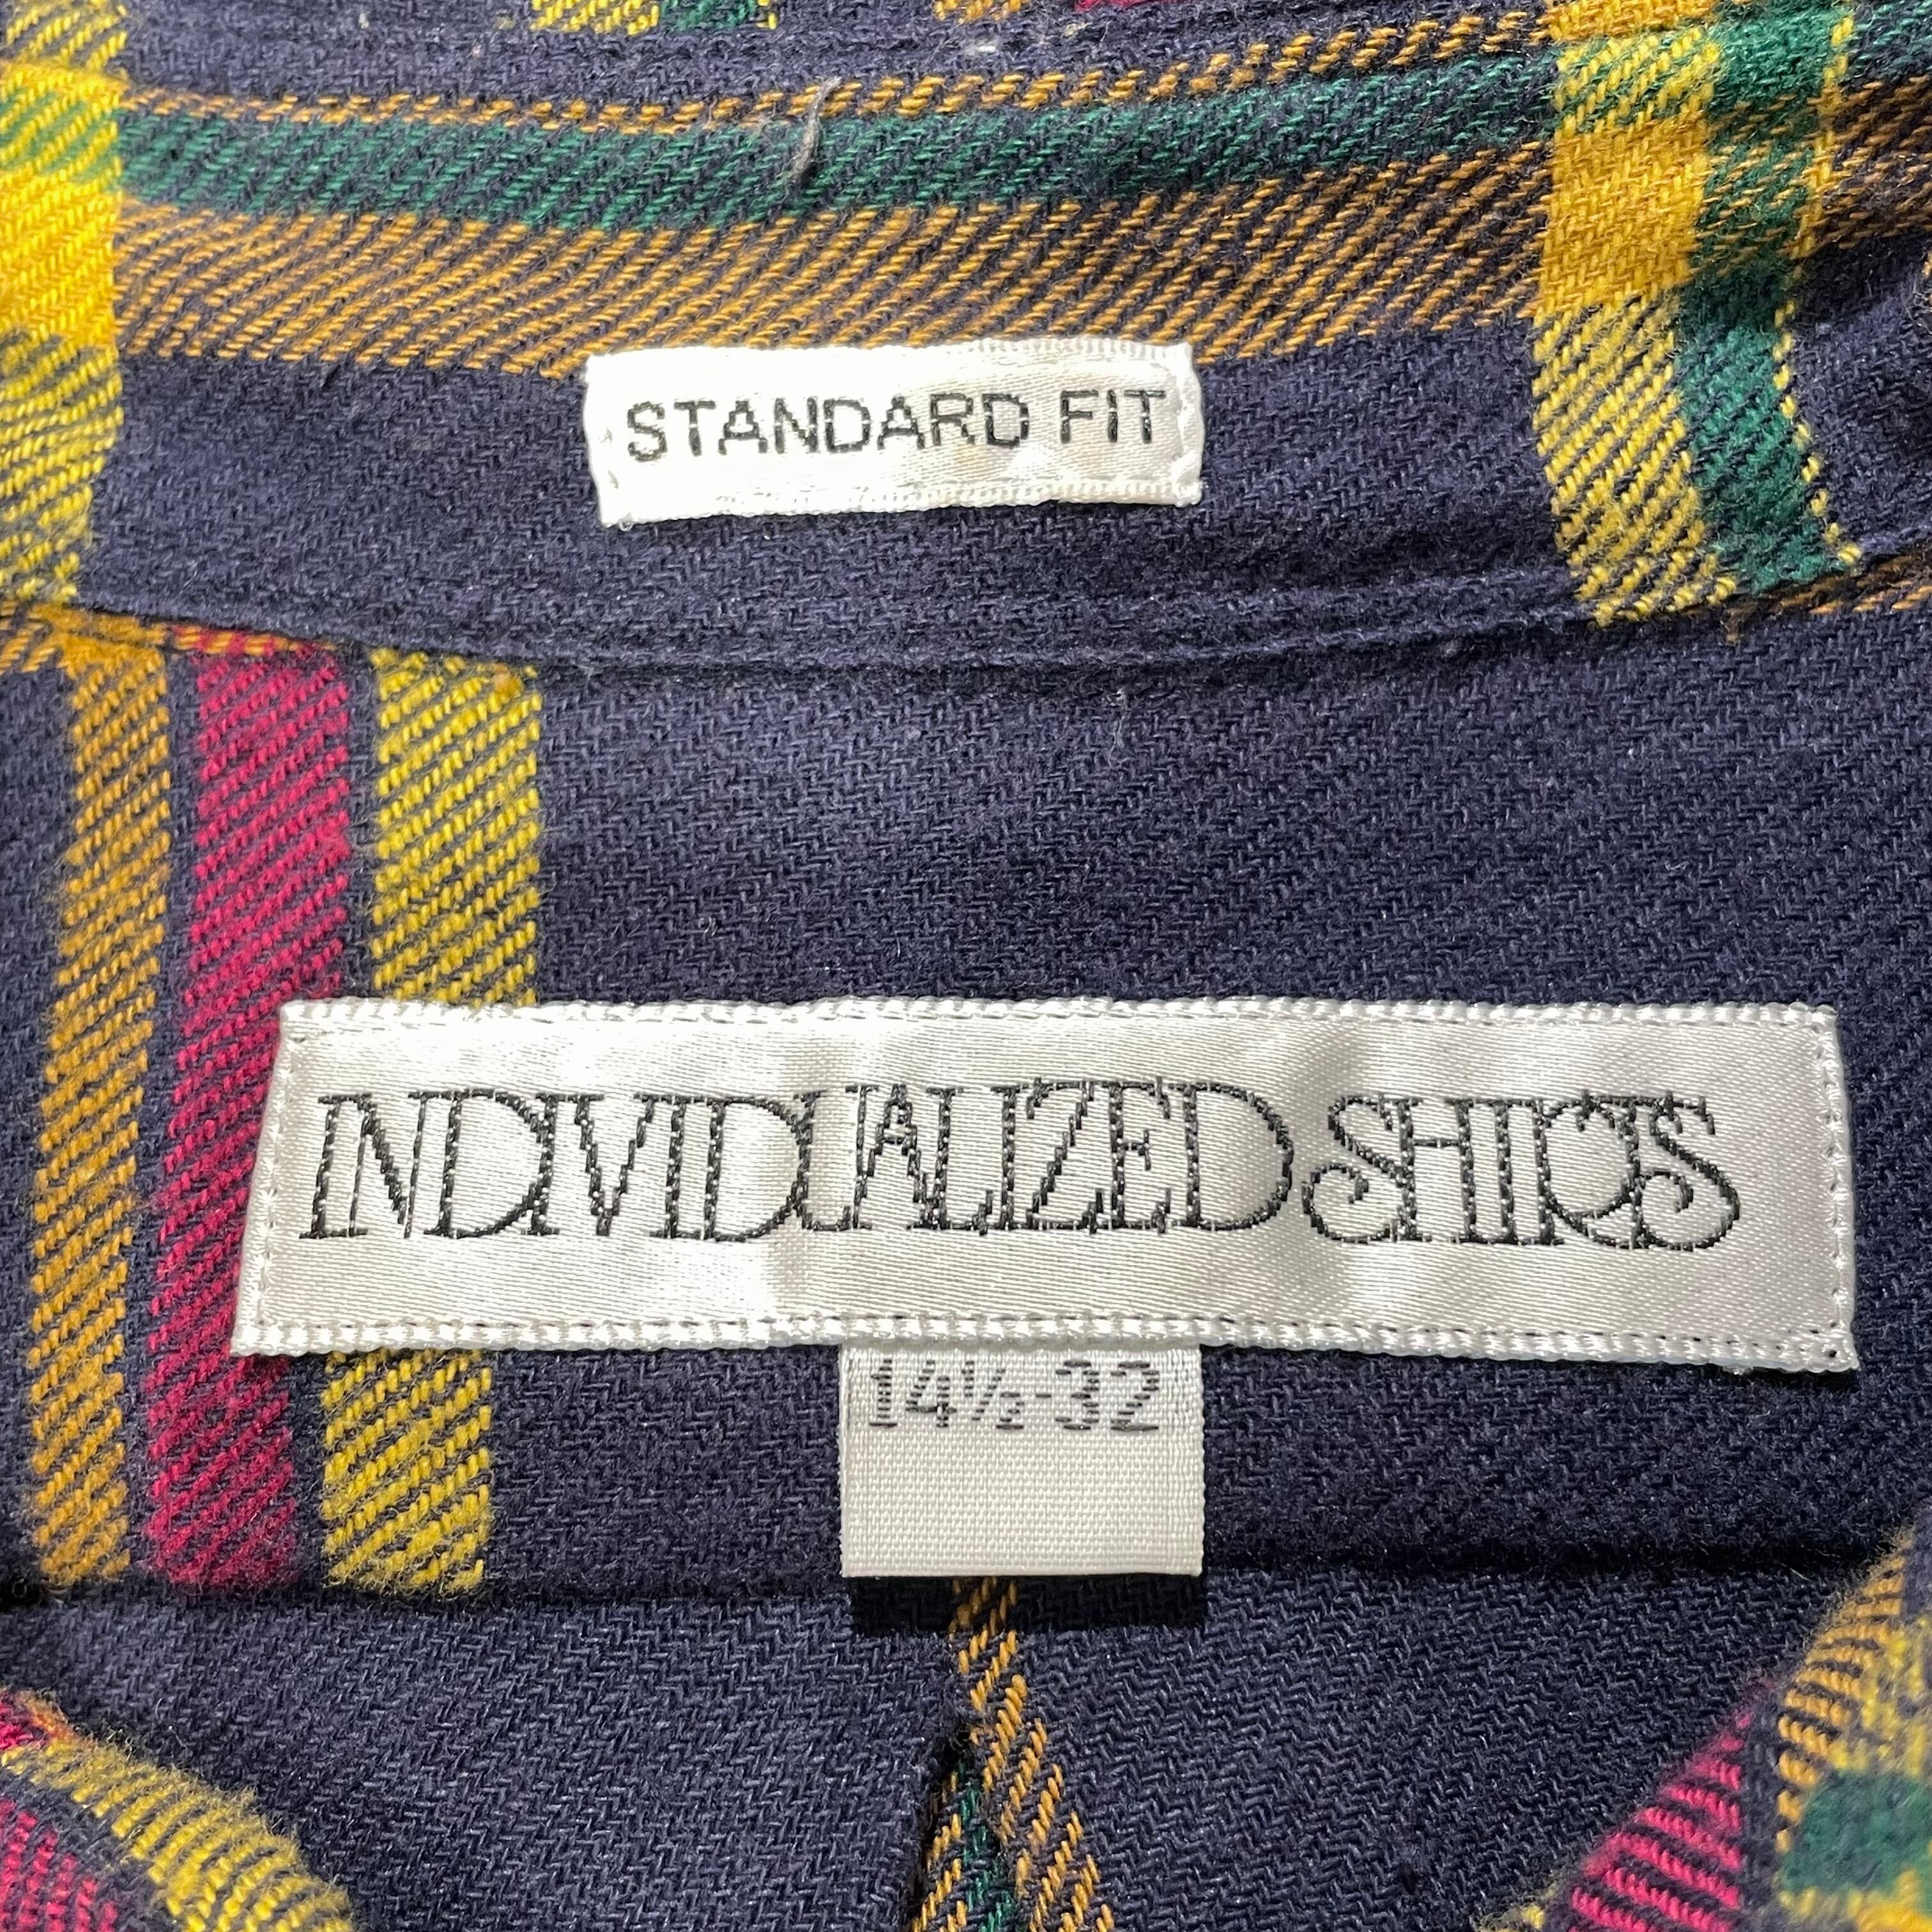 STANDARD FIT
INDIVIDUALIZED SHIRTS
14½-32